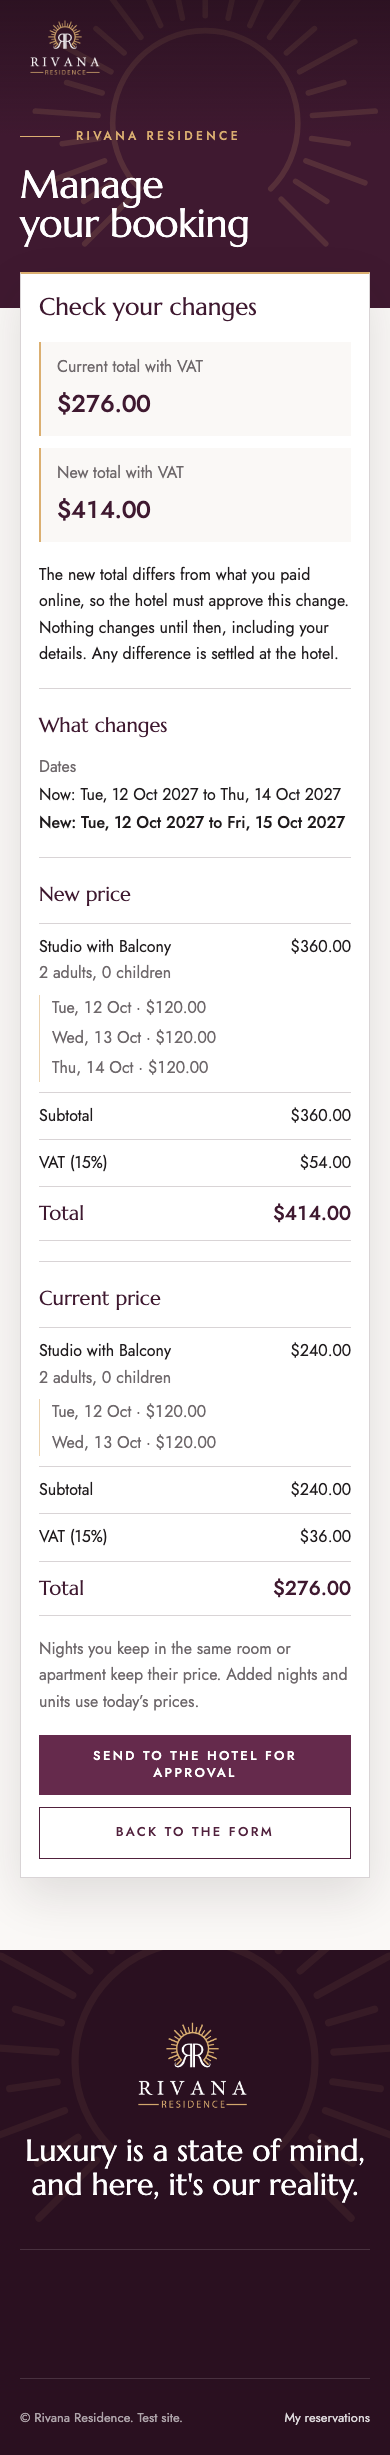 RIVANA
RESIDENCE
RIVANA RESIDENCE
Manage
your booking
Check your changes
Current total with VAT
$276.00
New total with VAT
$414.00
The new total differs from what you paid
online, so the hotel must approve this change.
Nothing changes until then, including your
details. Any difference is settled at the hotel.
What changes
Dates
Now: Tue, 12 Oct 2027 to Thu, 14 Oct 2027
New: Tue, 12 Oct 2027 to Fri, 15 Oct 2027
New price
Studio with Balcony $360.00
2 adults, 0 children
Tue, 12 Oct · $120.00
Wed, 13 Oct · $120.00
Thu, 14 Oct · $120.00
Subtotal $360.00
VAT (15%) $54.00
Total $414.00
Current price
Studio with Balcony $240.00
2 adults, 0 children
Tue, 12 Oct · $120.00
Wed, 13 Oct · $120.00
Subtotal $240.00
VAT (15%) $36.00
Total $276.00
Nights you keep in the same room or
apartment keep their price. Added nights and
units use today's prices.
SEND TO THE HOTEL FOR
APPROVAL
BACK TO THE FORM
RIVANA
RESIDENCE
Luxury is a state of mind,
and here, it's our reality.
© Rivana Residence. Test site. My reservations